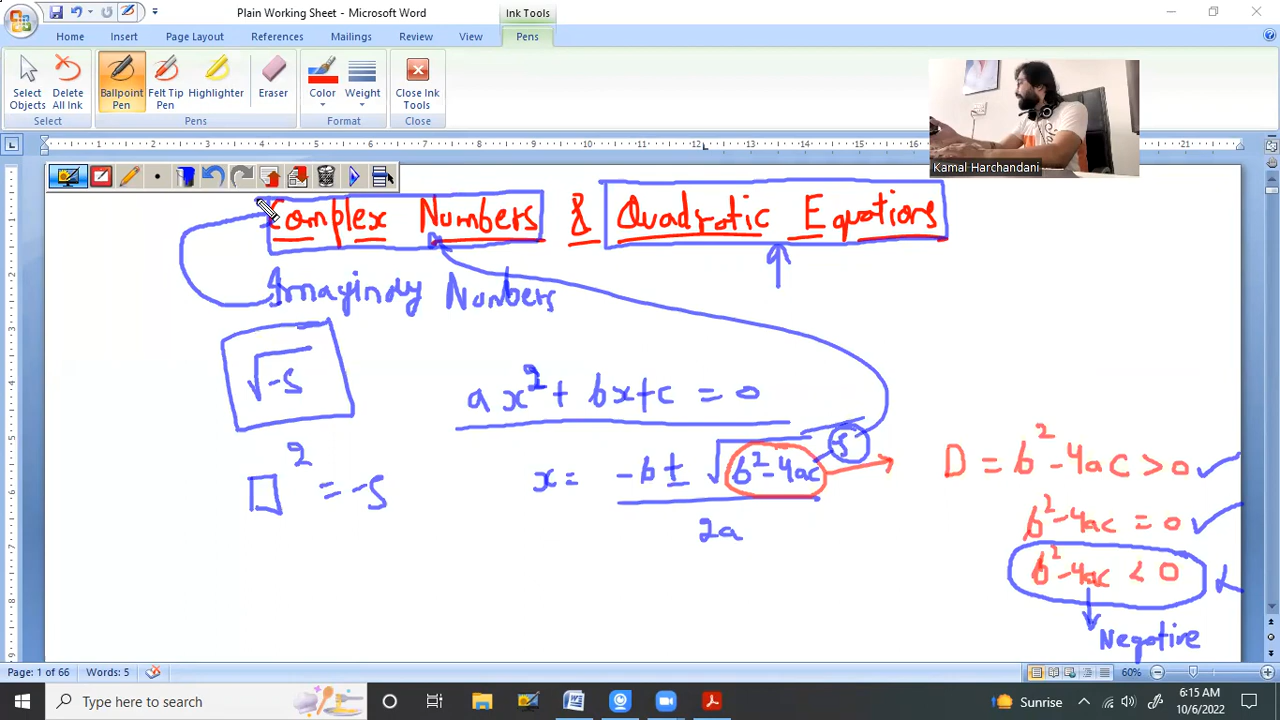 Plain Working Sheet - Microsoft Word
Ink Tools
Home
Insert
Page Layout
References
Mailings
Review
View
Pens
Select Objects
Delete All Ink
Ballpoint Pen
Felt Tip Pen
Highlighter
Eraser
Color
Weight
Close Ink Tools
Select
Pens
Format
Close
Kamal Harchandani
Complex Numbers & Quadratic Equations
Imaginary Numbers
√-5
ax² + bx + c = 0
□² = -5
x = -b ± √b²-4ac
2a
-5
D = b²-4ac > 0 ✓
b²-4ac = 0 ✓
b²-4ac < 0
Negative
Page: 1 of 66
Words: 5
60%
Type here to search
Sunrise
6:15 AM
10/6/2022